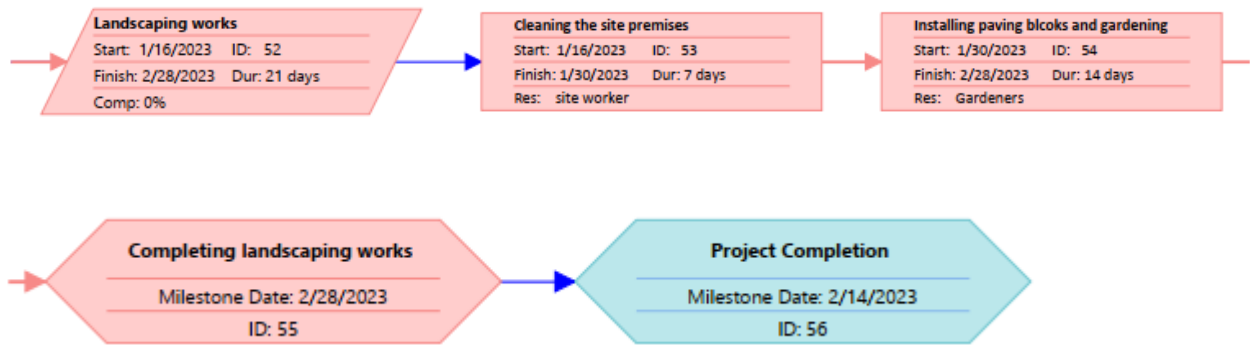 Landscaping works
Start: 1/16/2023 ID: 52
Finish: 2/28/2023 Dur: 21 days
Comp: 0%
Cleaning the site premises
Start: 1/16/2023 ID: 53
Finish: 1/30/2023 Dur: 7 days
Res: site worker
Installing paving blcoks and gardening
Start: 1/30/2023 ID: 54
Finish: 2/28/2023 Dur: 14 days
Res: Gardeners
Completing landscaping works
Milestone Date: 2/28/2023
ID: 55
Project Completion
Milestone Date: 2/14/2023
ID: 56